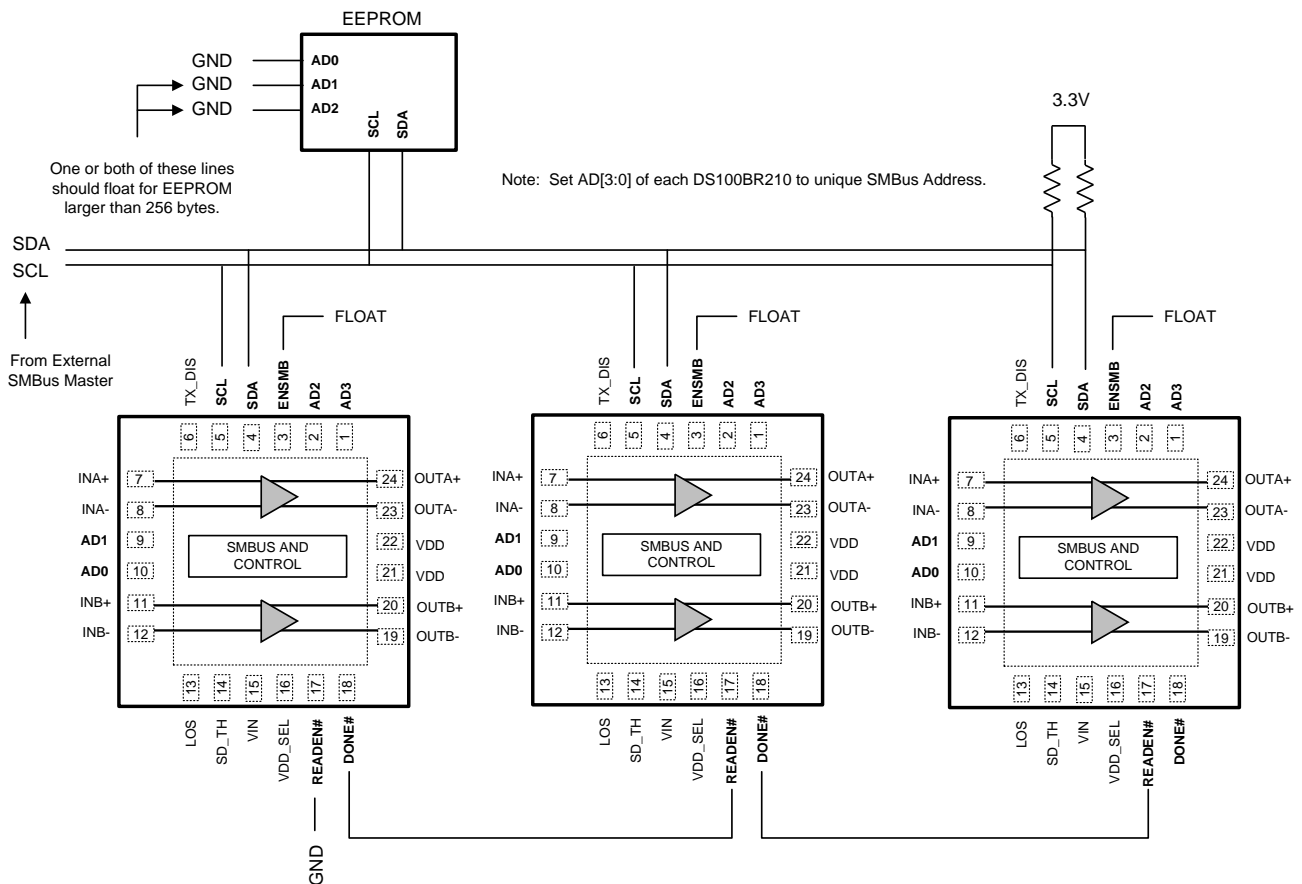 EEPROM
GND AD0
GND AD1
GND AD2
SCL
SDA
3.3V
One or both of these lines
should float for EEPROM
larger than 256 bytes.
Note: Set AD[3:0] of each DS100BR210 to unique SMBus Address.
SDA
SCL
From External
SMBus Master
FLOAT
TX_DIS SCL SDA ENSMB AD2 AD3
6 5 4 3 2 1
INA+ 7 24 OUTA+
INA- 8 23 OUTA-
AD1 9 22 VDD
SMBUS AND
CONTROL
AD0 10 21 VDD
INB+ 11 20 OUTB+
INB- 12 19 OUTB-
13 14 15 16 17 18
LOS SD_TH VIN VDD_SEL READEN# DONE#
GND
FLOAT
TX_DIS SCL SDA ENSMB AD2 AD3
6 5 4 3 2 1
INA+ 7 24 OUTA+
INA- 8 23 OUTA-
AD1 9 22 VDD
SMBUS AND
CONTROL
AD0 10 21 VDD
INB+ 11 20 OUTB+
INB- 12 19 OUTB-
13 14 15 16 17 18
LOS SD_TH VIN VDD_SEL READEN# DONE#
FLOAT
TX_DIS SCL SDA ENSMB AD2 AD3
6 5 4 3 2 1
INA+ 7 24 OUTA+
INA- 8 23 OUTA-
AD1 9 22 VDD
SMBUS AND
CONTROL
AD0 10 21 VDD
INB+ 11 20 OUTB+
INB- 12 19 OUTB-
13 14 15 16 17 18
LOS SD_TH VIN VDD_SEL READEN# DONE#